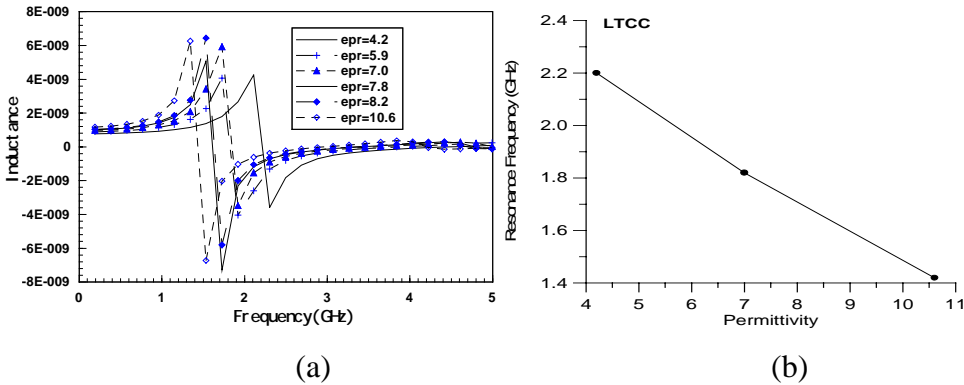 8E-009
6E-009
4E-009
2E-009
0
-2E-009
-4E-009
-6E-009
-8E-009
Inductance
epr=4.2
epr=5.9
epr=7.0
epr=7.8
epr=8.2
epr=10.6
0 1 2 3 4 5
Frequency(GHz)
(a)
LTCC
2.4
2.2
2.0
1.8
1.6
1.4
Resonance Frequency (GHz)
4 5 6 7 8 9 10 11
Permittivity
(b)